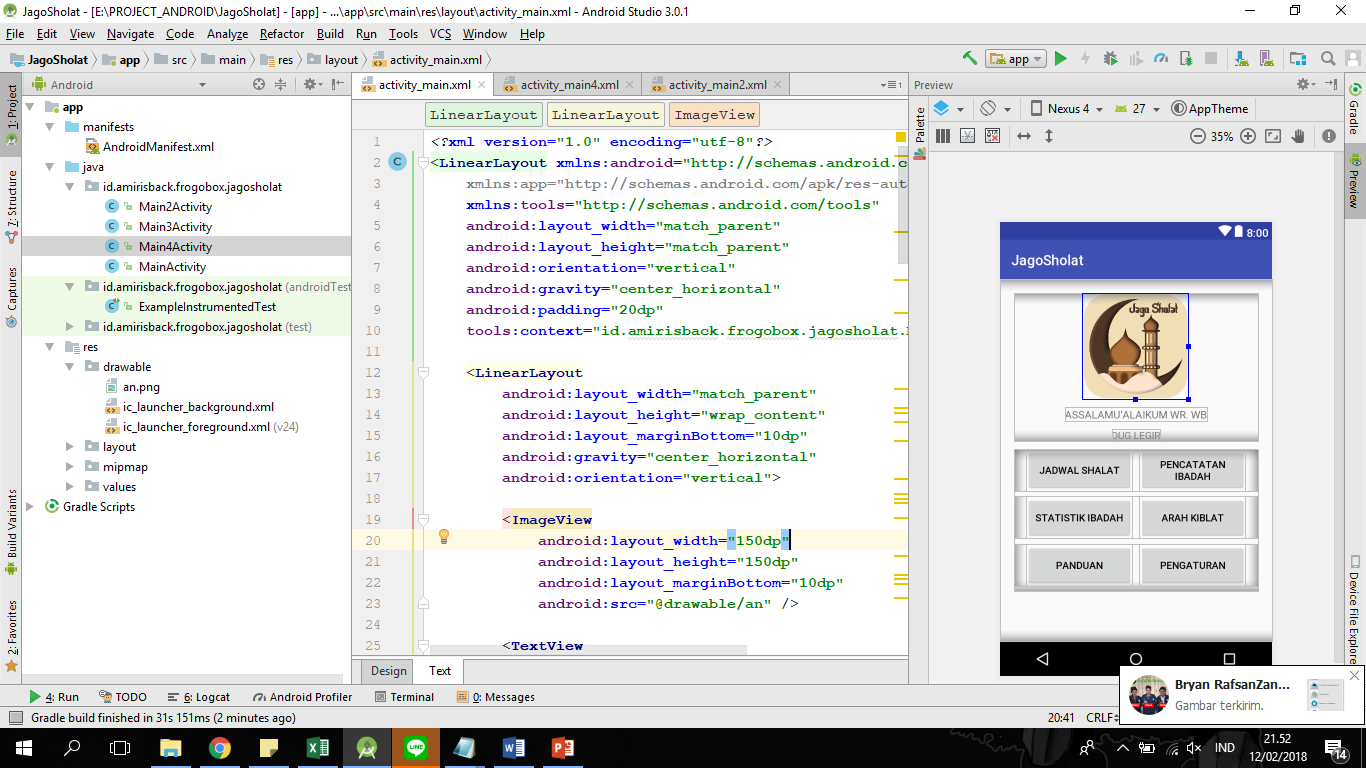 JagoSholat - [E:\PROJECT_ANDROID\JagoSholat] - [app] - ...\app\src\main\res\layout\activity_main.xml - Android Studio 3.0.1
File Edit View Navigate Code Analyze Refactor Build Run Tools VCS Window Help
JagoSholat app src main res layout activity_main.xml app
Android
activity_main.xml activity_main4.xml activity_main2.xml
Preview
1: Project
7: Structure
Captures
Build Variants
2: Favorites
app
manifests
AndroidManifest.xml
java
id.amirisback.frogobox.jagosholat
Main2Activity
Main3Activity
Main4Activity
MainActivity
id.amirisback.frogobox.jagosholat (androidTest
ExampleInstrumentedTest
id.amirisback.frogobox.jagosholat (test)
res
drawable
an.png
ic_launcher_background.xml
ic_launcher_foreground.xml (v24)
layout
mipmap
values
Gradle Scripts
LinearLayout LinearLayout ImageView
1 <?xml version="1.0" encoding="utf-8"?>
2 <LinearLayout xmlns:android="http://schemas.android.c
3 xmlns:app="http://schemas.android.com/apk/res-aut
4 xmlns:tools="http://schemas.android.com/tools"
5 android:layout_width="match_parent"
6 android:layout_height="match_parent"
7 android:orientation="vertical"
8 android:gravity="center_horizontal"
9 android:padding="20dp"
10 tools:context="id.amirisback.frogobox.jagosholat.
11
12 <LinearLayout
13 android:layout_width="match_parent"
14 android:layout_height="wrap_content"
15 android:layout_marginBottom="10dp"
16 android:gravity="center_horizontal"
17 android:orientation="vertical">
18
19 <ImageView
20 android:layout_width="150dp"
21 android:layout_height="150dp"
22 android:layout_marginBottom="10dp"
23 android:src="@drawable/an" />
24
25 <TextView
Design Text
Palette
Nexus 4 27 AppTheme
35%
8:00
JagoSholat
Jago Shalat
ASSALAMU'ALAIKUM WR. WB
DUG LEGIR
JADWAL SHALAT
PENCATATAN
IBADAH
STATISTIK IBADAH
ARAH KIBLAT
PANDUAN
PENGATURAN
Gradle
Preview
Device File Explorer
4: Run TODO 6: Logcat Android Profiler Terminal 0: Messages
Gradle build finished in 31s 151ms (2 minutes ago)
20:41 CRLF
Bryan RafsanZan...
Gambar terkirim.
IND
21.52
12/02/2018
14